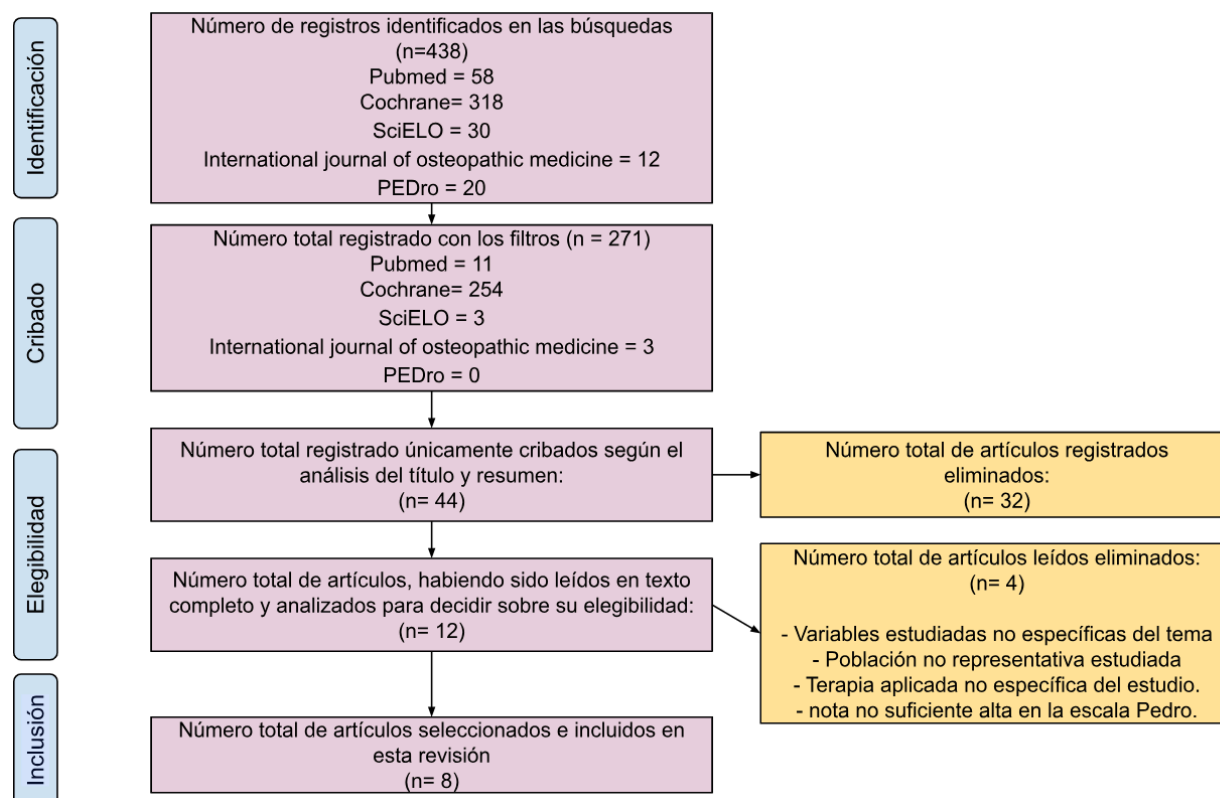 Identificación
Número de registros identificados en las búsquedas
(n=438)
Pubmed = 58
Cochrane= 318
SciELO = 30
International journal of osteopathic medicine = 12
PEDro = 20
Cribado
Número total registrado con los filtros (n = 271)
Pubmed = 11
Cochrane= 254
SciELO = 3
International journal of osteopathic medicine = 3
PEDro = 0
Elegibilidad
Número total registrado únicamente cribados según el
análisis del título y resumen:
(n= 44)
Número total de artículos registrados
eliminados:
(n= 32)
Número total de artículos, habiendo sido leídos en texto
completo y analizados para decidir sobre su elegibilidad:
(n= 12)
Número total de artículos leídos eliminados:
(n= 4)
- Variables estudiadas no específicas del tema
- Población no representativa estudiada
- Terapia aplicada no específica del estudio.
- nota no suficiente alta en la escala Pedro.
Inclusión
Número total de artículos seleccionados e incluidos en
esta revisión
(n= 8)